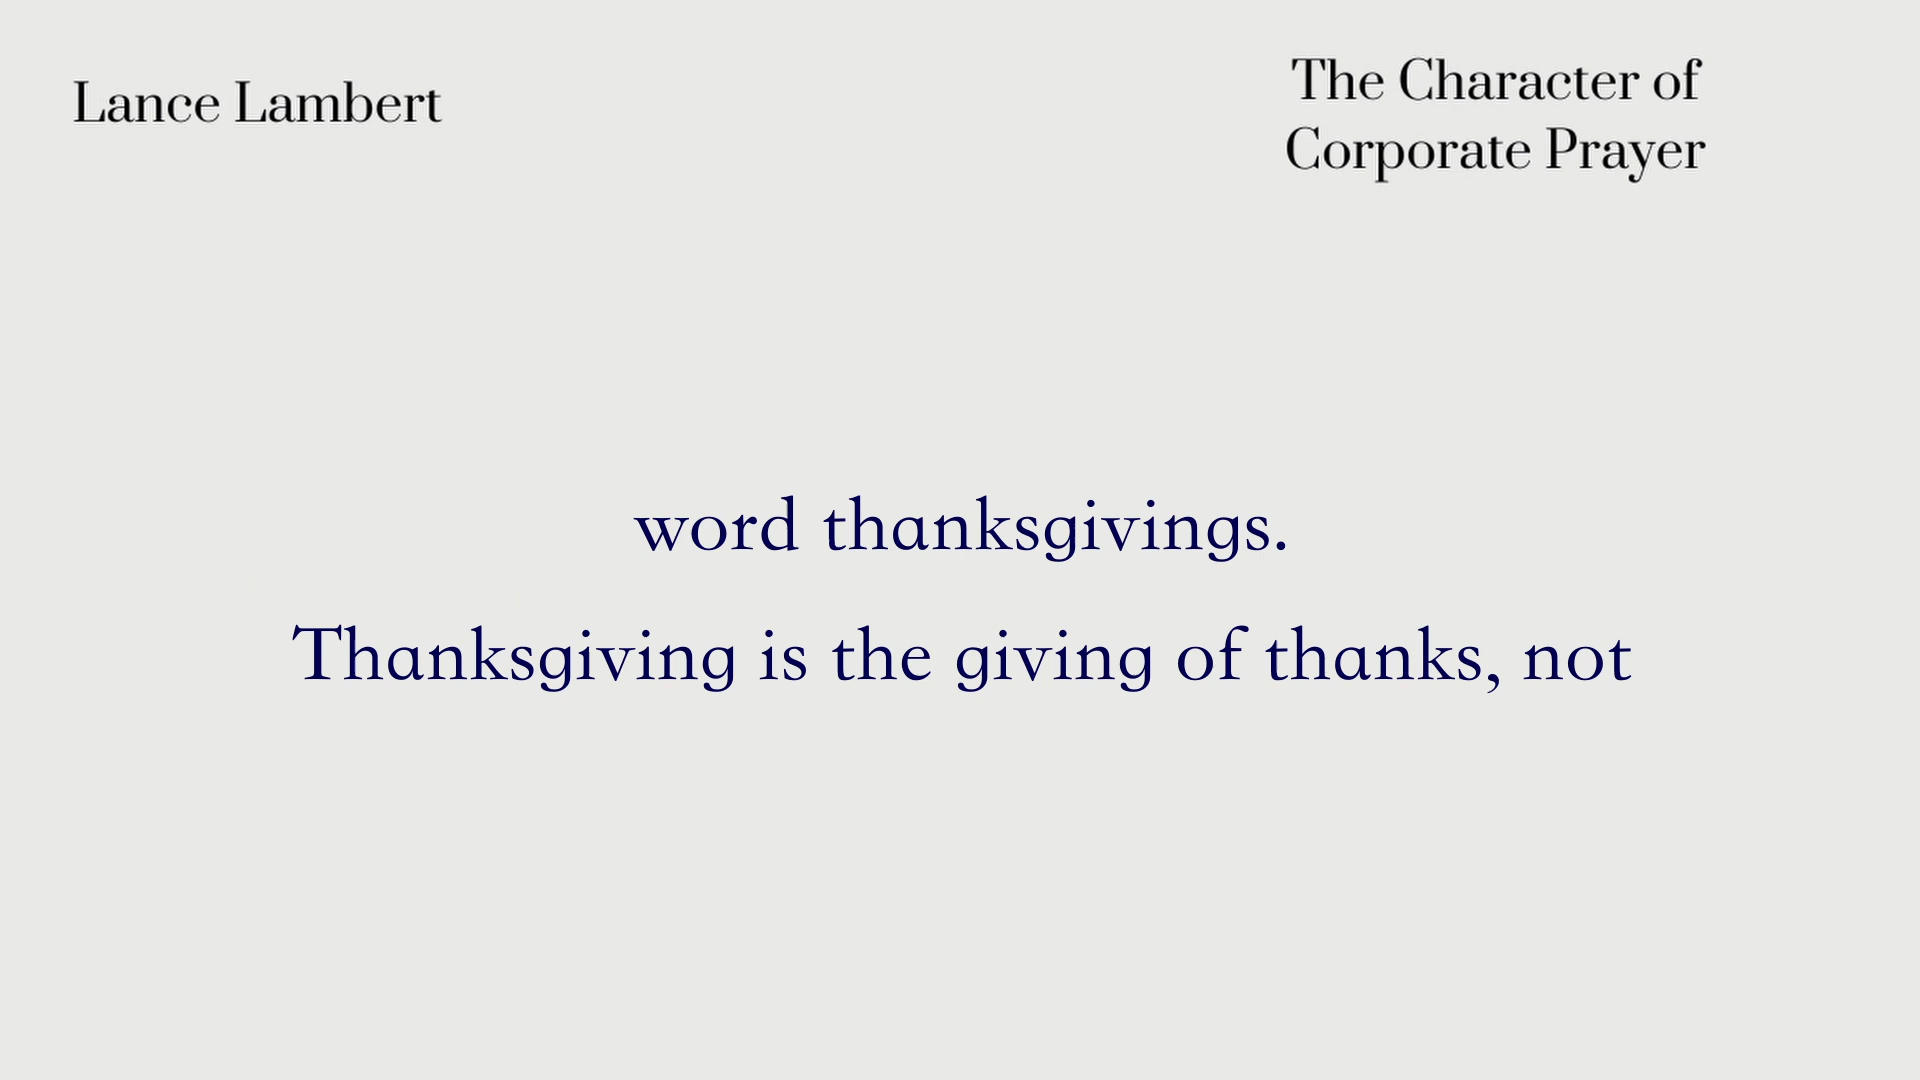 Lance Lambert
The Character of
Corporate Prayer
word thanksgivings.
Thanksgiving is the giving of thanks, not